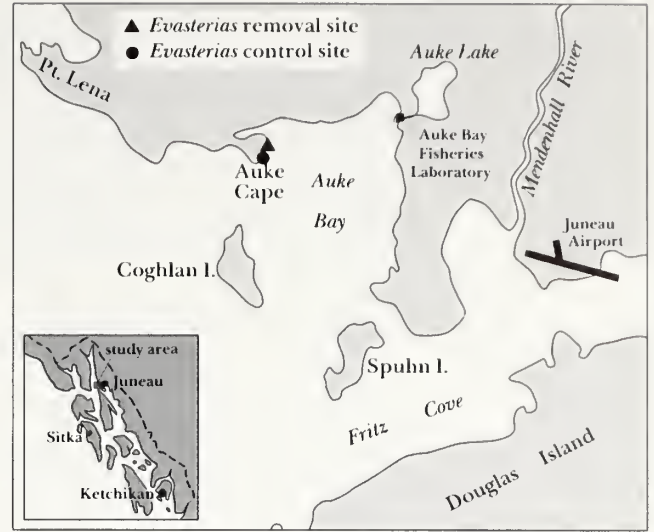 Evasterias removal site
Evasterias control site
Pt. Lena
Auke Lake
Mendenhall River
Auke Bay
Fisheries
Laboratory
Auke
Cape
Auke
Bay
Juneau
Airport
Coghlan I.
Spuhn I.
Fritz Cove
Douglas Island
study area
Juneau
Sitka
Ketchikan